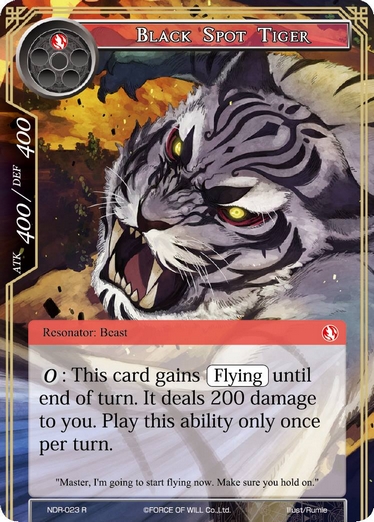 Black Spot Tiger
ATK 400 / DEF 400
Resonator: Beast
0 : This card gains Flying until
end of turn. It deals 200 damage
to you. Play this ability only once
per turn.
"Master, I'm going to start flying now. Make sure you hold on."
NDR-023 R ©FORCE OF WILL Co.,Ltd. Illust/Rumie